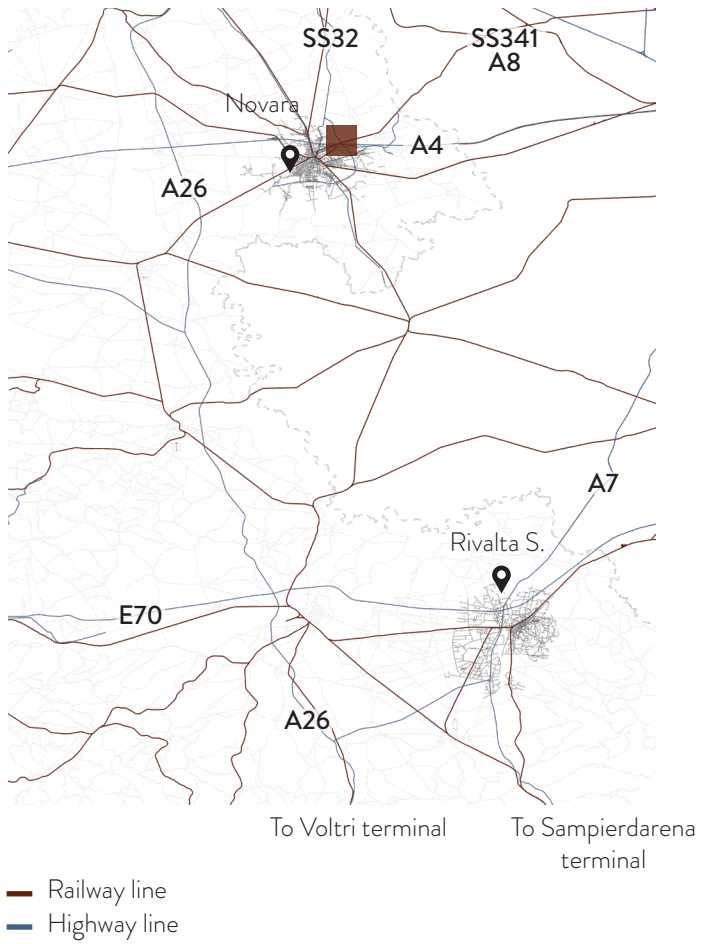 SS32
SS341
A8
Novara
A4
A26
A7
Rivalta S.
E70
A26
To Voltri terminal
To Sampierdarena
terminal
Railway line
Highway line